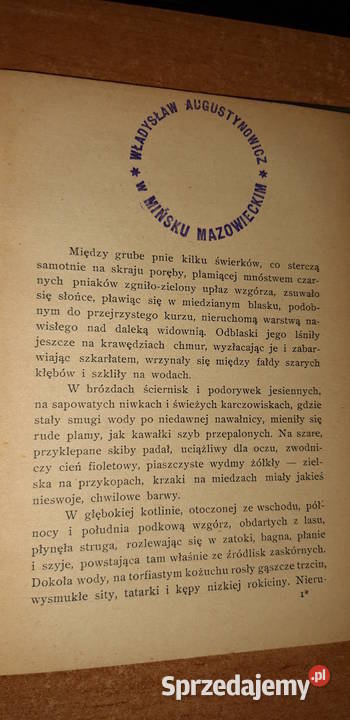 * WŁADYSŁAW AUGUSTYNOWICZ *
w MIŃSKU MAZOWIECKIM
Między grube pnie kilku świerków, co sterczą
samotnie na skraju poręby, plamiącej mnóstwem czar-
nych pniaków zgniło-zielony upłaz wzgórza, zsuwało
się słońce, pławiąc się w miedzianym blasku, podob-
nym do przejrzystego kurzu, nieruchomą warstwą na-
wisłego nad daleką widownią. Odblaski jego lśniły
jeszcze na krawędziach chmur, wyzłacając je i zabar-
wiając szkarłatem, wrzynały się między fałdy szarych
kłębów i szkliły na wodach.
W brózdach ściernisk i podorywek jesiennych,
na sapowatych niwkach i świeżych karczowiskach, gdzie
stały smugi wody po niedawnej nawałnicy, mieniły się
rude plamy, jak kawałki szyb przepalonych. Na szare,
przyklepane skiby padał, uciążliwy dla oczu, zwodni-
czy cień fioletowy, piaszczyste wydmy żółkły — ziel-
ska na przykopach, krzaki na miedzach miały jakieś
nieswoje, chwilowe barwy.
W głębokiej kotlinie, otoczonej ze wschodu, pół-
nocy i południa podkową wzgórz, obdartych z lasu,
płynęła struga, rozlewając się w zatoki, bagna, płanie
i szyje, powstająca tam właśnie ze źródlisk zaskórnych.
Dokoła wody, na torfiastym kożuchu rosły gąszcze trzcin,
wysmukłe sity, tatarki i kępy nizkiej rokiciny. Nieru-
1*
Sprzedajemy.pl